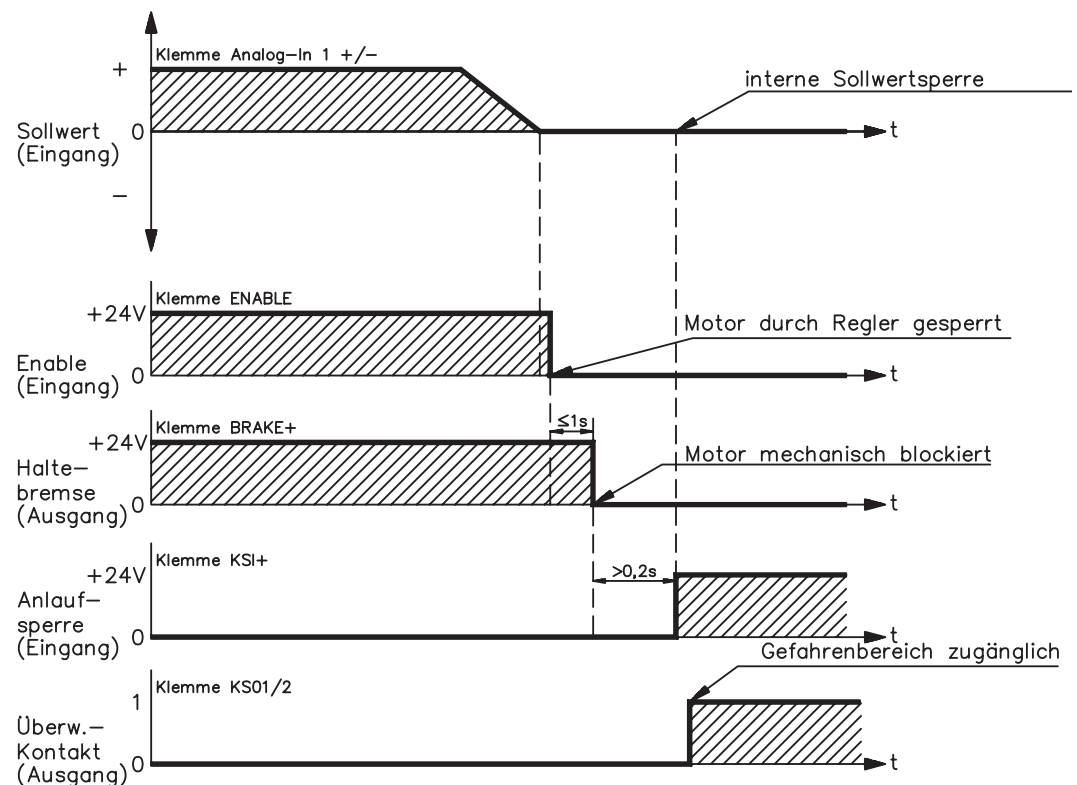 Klemme Analog-In 1 +/-
+
interne Sollwertsperre
Sollwert
(Eingang)
0
t
-
Klemme ENABLE
+24V
Motor durch Regler gesperrt
Enable
(Eingang)
0
t
Klemme BRAKE+
≤1s
+24V
Motor mechanisch blockiert
Halte-
bremse
(Ausgang)
0
t
Klemme KSI+
+24V
>0,2s
Anlauf-
sperre
(Eingang)
0
t
Gefahrenbereich zugänglich
Klemme KS01/2
1
Überw.-
Kontakt
(Ausgang)
0
t